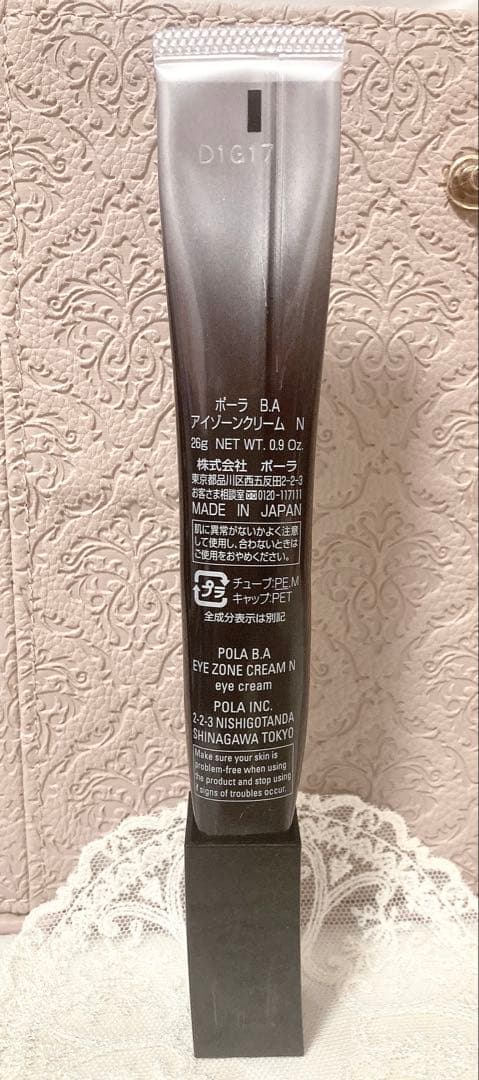 D1G17
ポーラ B.A
アイゾーンクリーム N
26g NET WT. 0.9 Oz.
株式会社 ポーラ
東京都品川区西五反田2-2-3
お客さま相談室 0120-117111
MADE IN JAPAN
肌に異常がないかよく注意
して使用し、合わないときは
ご使用をおやめください。
プラ
チューブ:PE,M
キャップ:PET
全成分表示は別記
POLA B.A
EYE ZONE CREAM N
eye cream
POLA INC.
2-2-3 NISHIGOTANDA
SHINAGAWA TOKYO
Make sure your skin is
problem-free when using
the product and stop using
if signs of troubles occur.